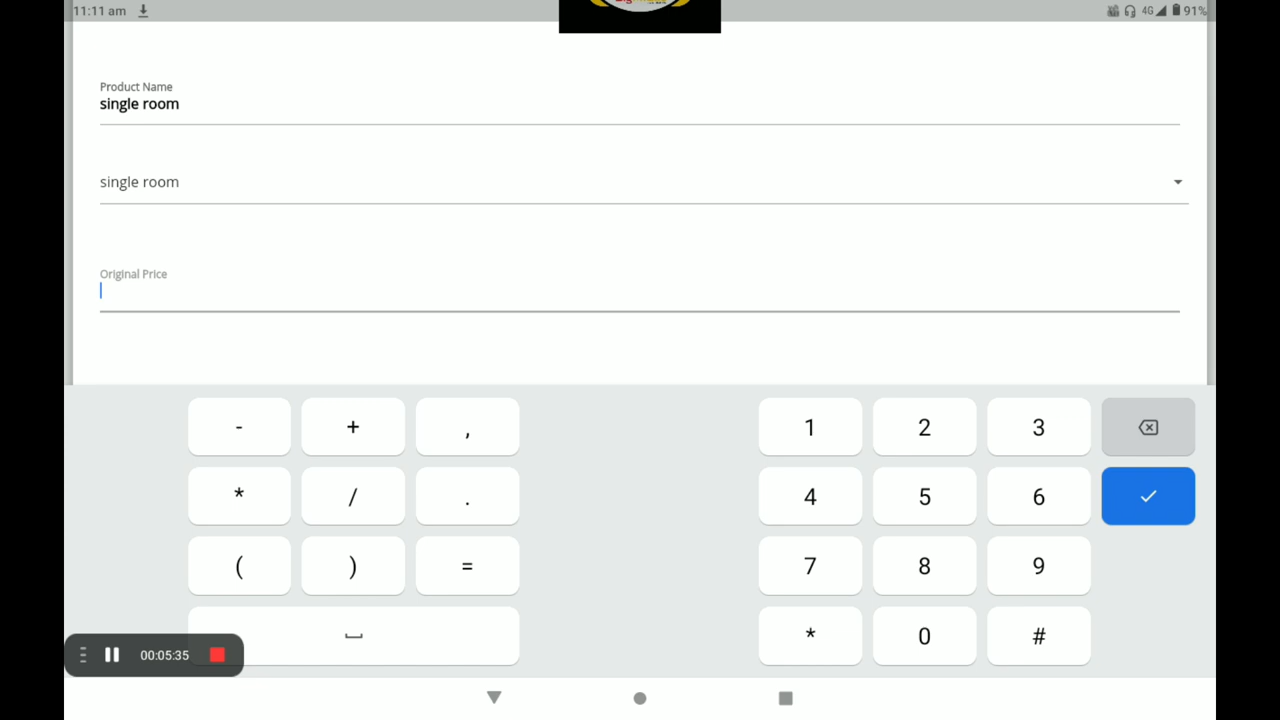 11:11 am
4G 91%
Product Name
single room
single room
Original Price
- + , 1 2 3
* / . 4 5 6
( ) = 7 8 9
* 0 #
00:05:35